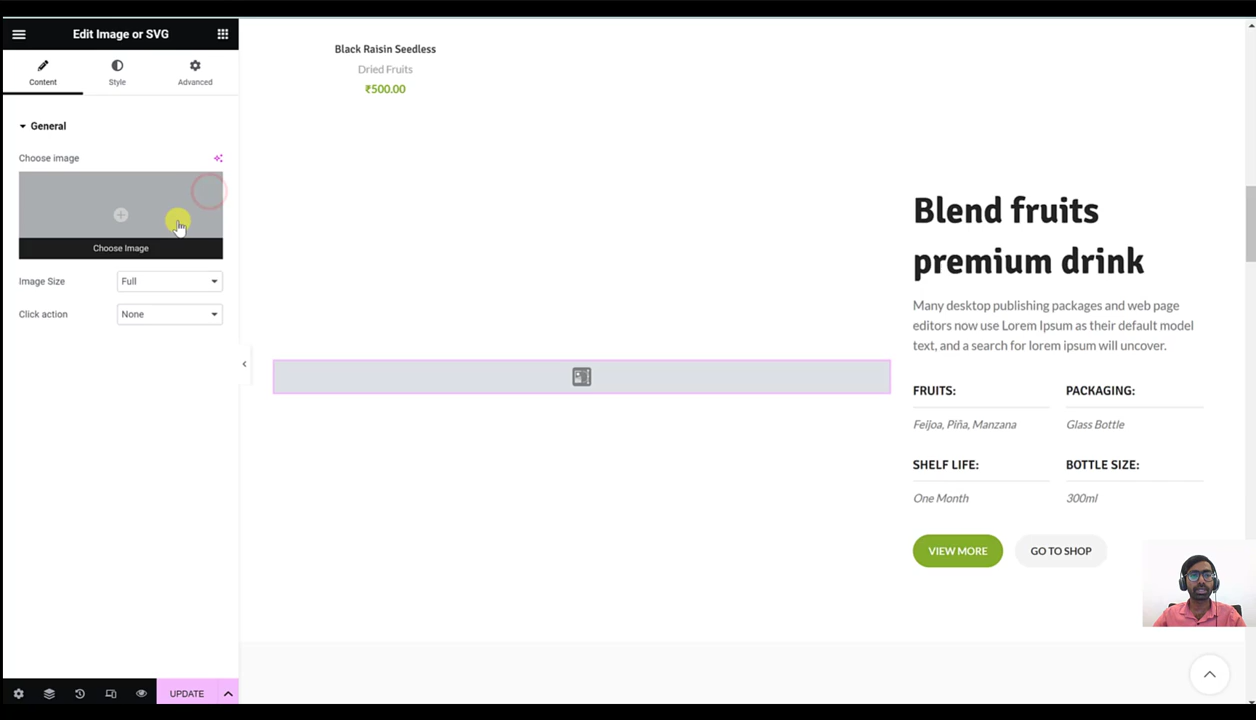 Edit Image or SVG
Content
Style
Advanced
General
Choose image
Choose Image
Image Size
Full
Click action
None
UPDATE
Black Raisin Seedless
Dried Fruits
₹500.00
Blend fruits
premium drink
Many desktop publishing packages and web page
editors now use Lorem Ipsum as their default model
text, and a search for lorem ipsum will uncover.
FRUITS:
Feijoa, Piña, Manzana
PACKAGING:
Glass Bottle
SHELF LIFE:
One Month
BOTTLE SIZE:
300ml
VIEW MORE
GO TO SHOP